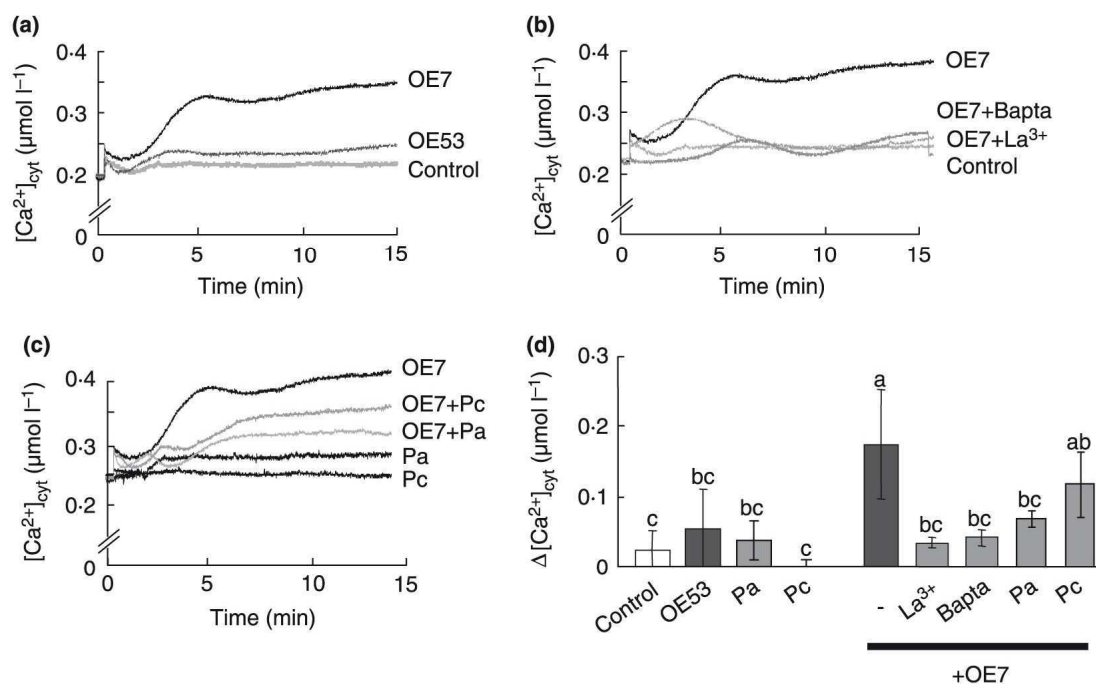 (a)
0·4
0·3
0·2
0
[Ca²⁺]cyt (µmol l⁻¹)
OE7
OE53
Control
0
5
10
15
Time (min)
(b)
0·4
0·3
0·2
0
[Ca²⁺]cyt (µmol l⁻¹)
OE7
OE7+Bapta
OE7+La³⁺
Control
0
5
10
15
Time (min)
(c)
0·4
0·3
0·2
0
[Ca²⁺]cyt (µmol l⁻¹)
OE7
OE7+Pc
OE7+Pa
Pa
Pc
0
5
10
15
Time (min)
(d)
0·3
0·2
0·1
0
Δ[Ca²⁺]cyt (µmol l⁻¹)
c
bc
bc
c
a
bc
bc
bc
ab
Control
OE53
Pa
Pc
-
La³⁺
Bapta
Pa
Pc
+OE7